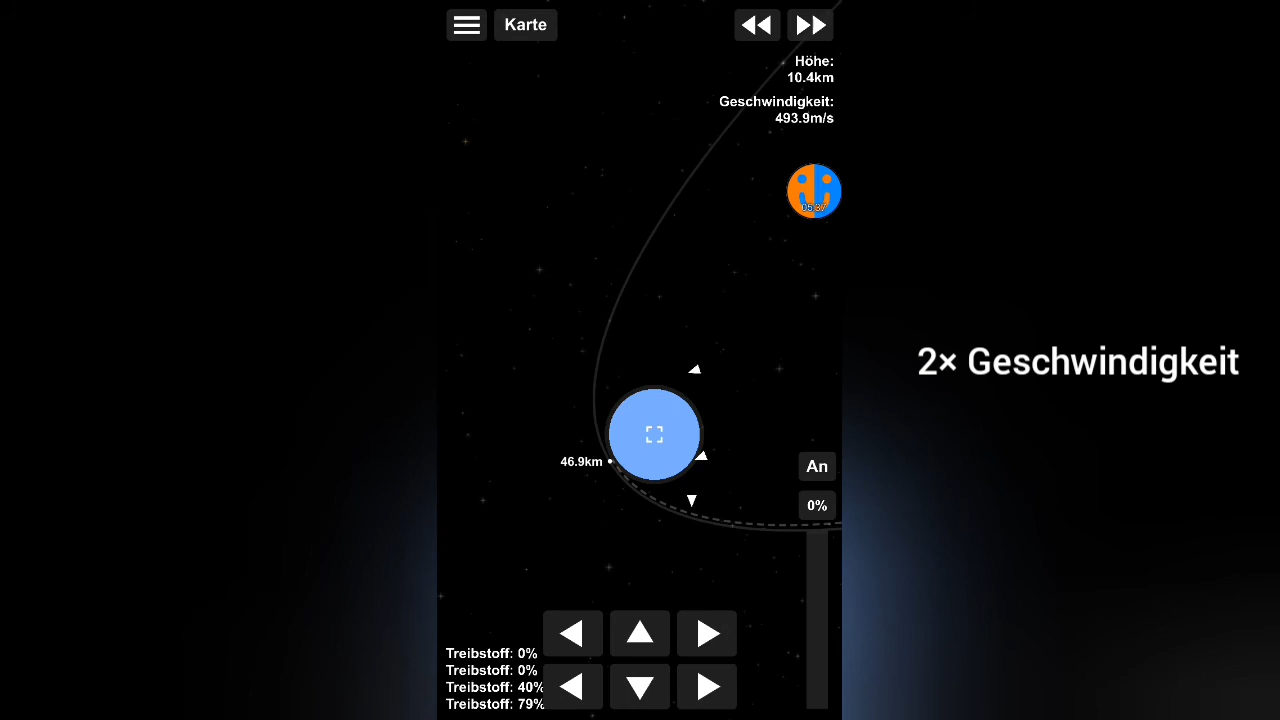 Karte
Höhe:
10.4km
Geschwindigkeit:
493.9m/s
2× Geschwindigkeit
46.9km
An
0%
Treibstoff: 0%
Treibstoff: 0%
Treibstoff: 40%
Treibstoff: 79%